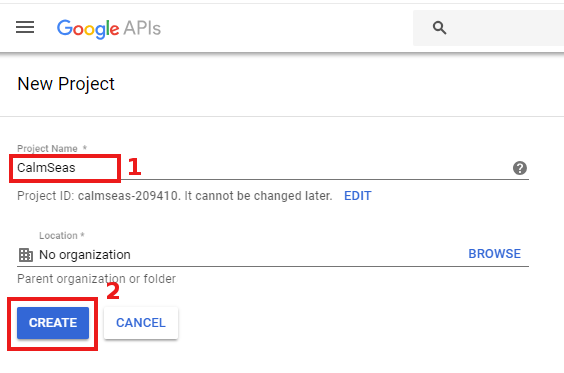 Google APIs
New Project
Project Name *
CalmSeas
1
Project ID: calmseas-209410. It cannot be changed later. EDIT
Location *
No organization BROWSE
Parent organization or folder
2
CREATE CANCEL